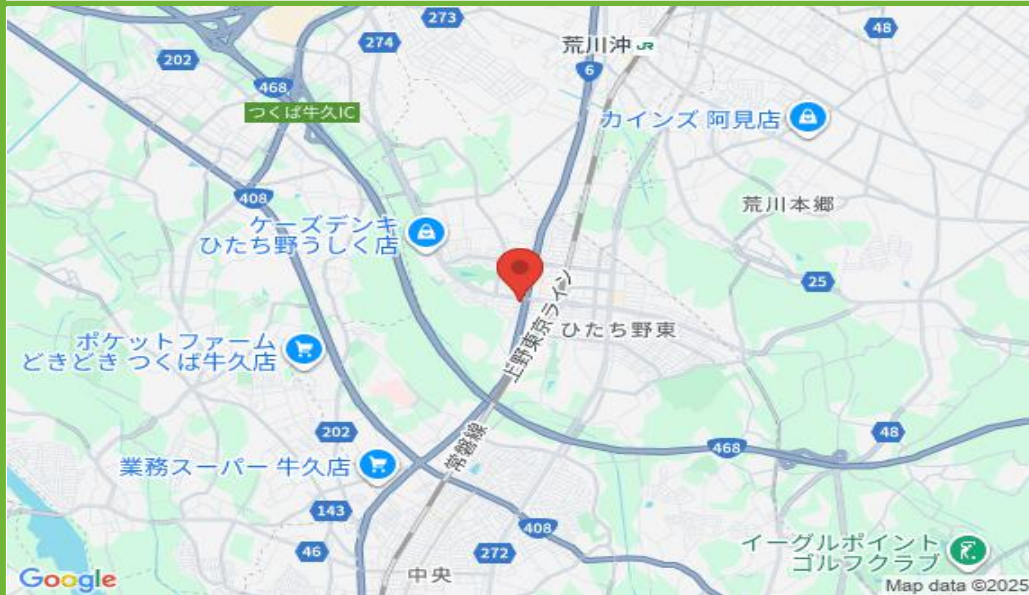 273
48
荒川沖 JR
274
202
6
468
つくば牛久IC
カインズ 阿見店
408
荒川本郷
ケーズデンキ
ひたち野うしく店
25
上野東京ライン
ひたち野東
ポケットファーム
どきどき つくば牛久店
202
48
468
常磐線
業務スーパー 牛久店
143
408
46
272
イーグルポイント
ゴルフクラブ
中央
Google
Map data ©2025